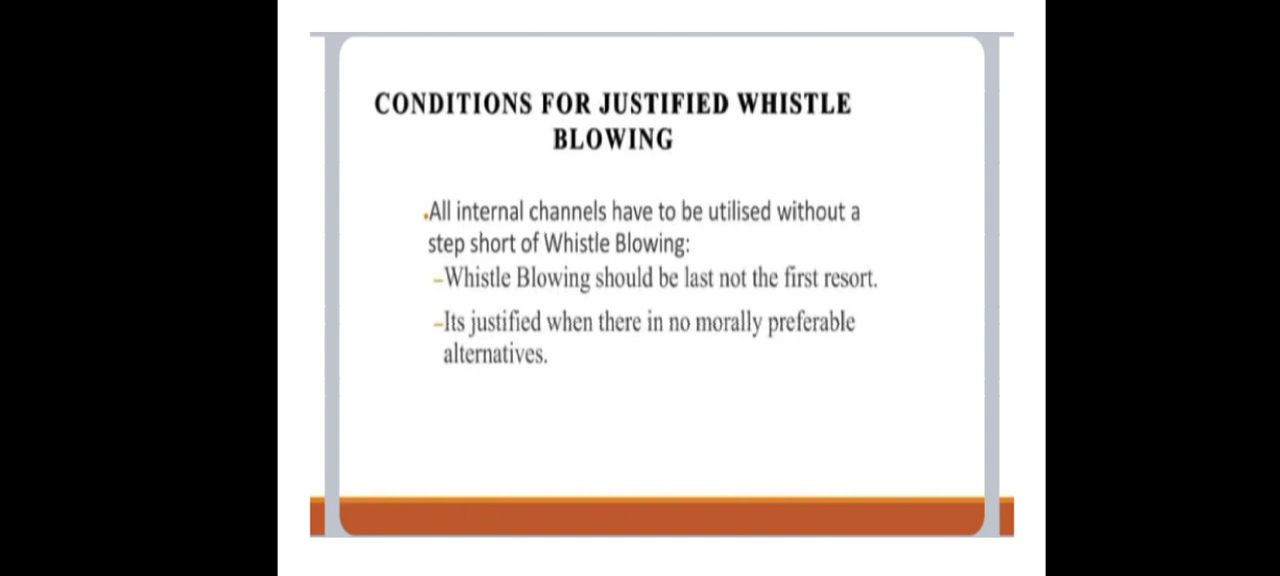 CONDITIONS FOR JUSTIFIED WHISTLE
BLOWING
•All internal channels have to be utilised without a
step short of Whistle Blowing:
–Whistle Blowing should be last not the first resort.
–Its justified when there in no morally preferable
alternatives.